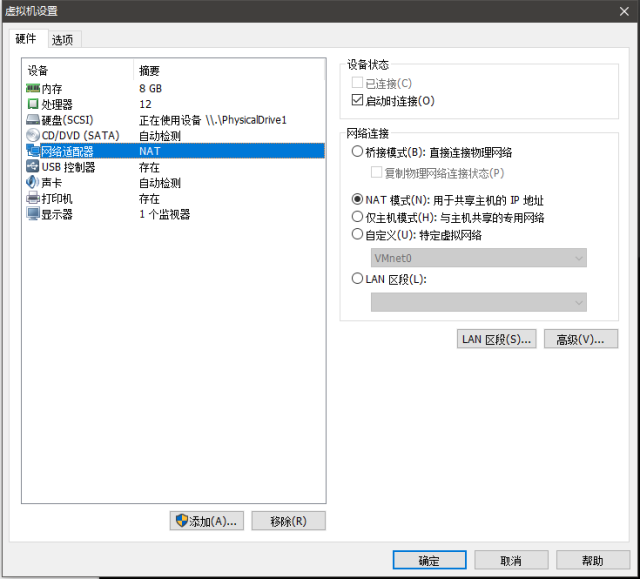 虚拟机设置
硬件 选项
设备 摘要
内存 8 GB
处理器 12
硬盘(SCSI) 正在使用设备 \\.\PhysicalDrive1
CD/DVD (SATA) 自动检测
网络适配器 NAT
USB 控制器 存在
声卡 自动检测
打印机 存在
显示器 1 个监视器
添加(A)... 移除(R)
设备状态
已连接(C)
启动时连接(O)
网络连接
桥接模式(B): 直接连接物理网络
复制物理网络连接状态(P)
NAT 模式(N): 用于共享主机的 IP 地址
仅主机模式(H): 与主机共享的专用网络
自定义(U): 特定虚拟网络
VMnet0
LAN 区段(L):
LAN 区段(S)... 高级(V)...
确定 取消 帮助